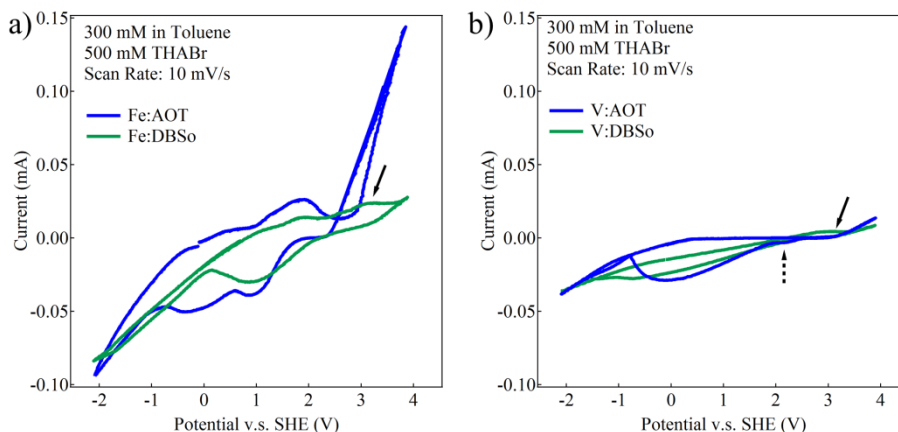 a)
300 mM in Toluene
500 mM THABr
Scan Rate: 10 mV/s
Fe:AOT
Fe:DBSo
0.15
0.10
0.05
0.00
-0.05
-0.10
Current (mA)
-2 -1 0 1 2 3 4
Potential v.s. SHE (V)
b)
300 mM in Toluene
500 mM THABr
Scan Rate: 10 mV/s
V:AOT
V:DBSo
0.15
0.10
0.05
0.00
-0.05
-0.10
Current (mA)
-2 -1 0 1 2 3 4
Potential v.s. SHE (V)